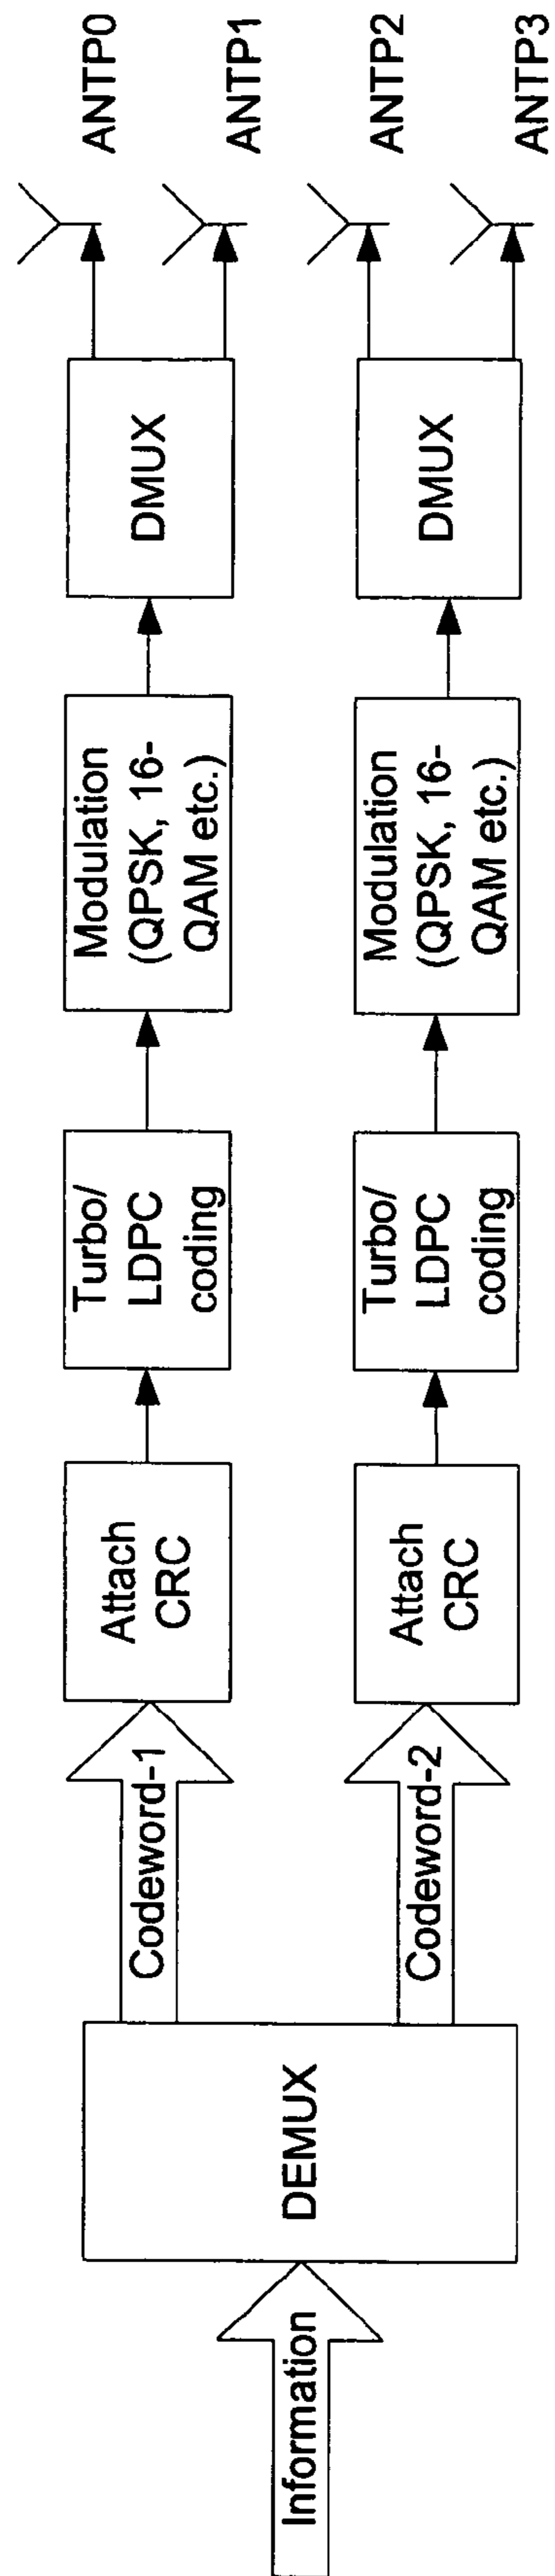 Information
DEMUX
Codeword-1
Attach
CRC
Turbo/
LDPC
coding
Modulation
(QPSK, 16-
QAM etc.)
DMUX
ANTP0
ANTP1
Codeword-2
Attach
CRC
Turbo/
LDPC
coding
Modulation
(QPSK, 16-
QAM etc.)
DMUX
ANTP2
ANTP3